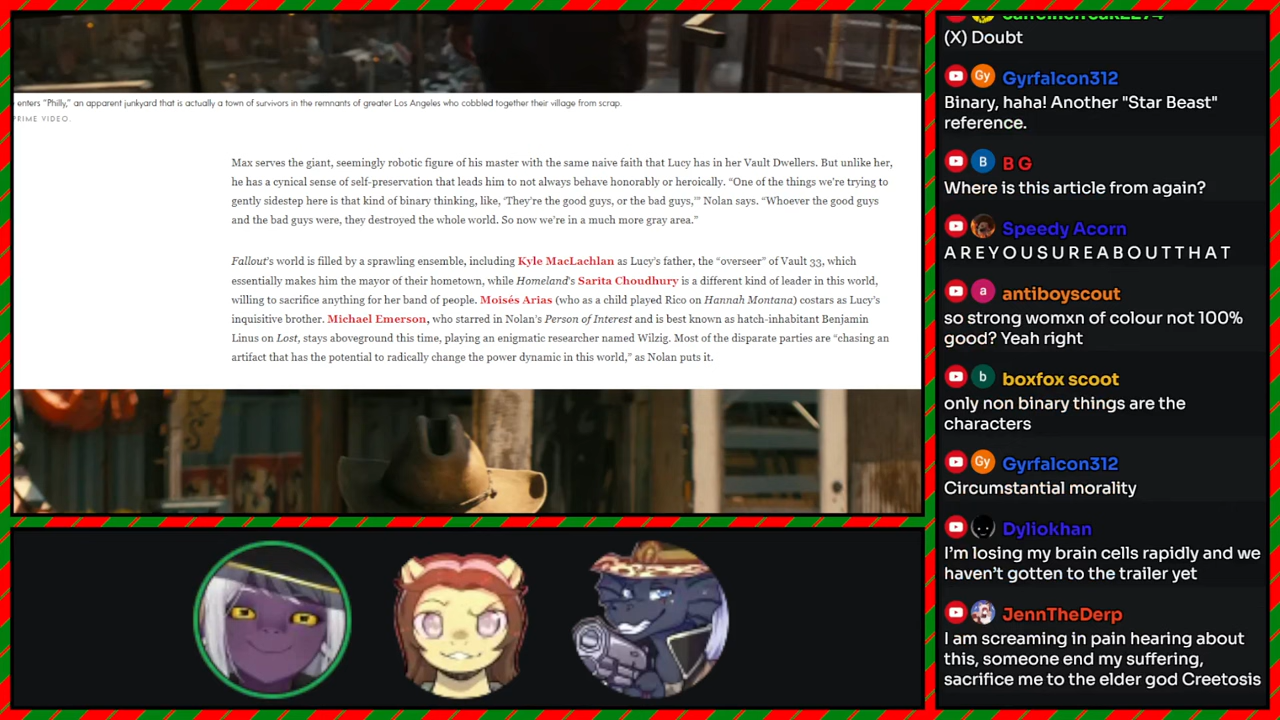 enters “Philly,” an apparent junkyard that is actually a town of survivors in the remnants of greater Los Angeles who cobbled together their village from scrap.
PRIME VIDEO.
Max serves the giant, seemingly robotic figure of his master with the same naive faith that Lucy has in her Vault Dwellers. But unlike her,
he has a cynical sense of self-preservation that leads him to not always behave honorably or heroically. “One of the things we’re trying to
gently sidestep here is that kind of binary thinking, like, ‘They’re the good guys, or the bad guys,’” Nolan says. “Whoever the good guys
and the bad guys were, they destroyed the whole world. So now we’re in a much more gray area.”
Fallout’s world is filled by a sprawling ensemble, including Kyle MacLachlan as Lucy’s father, the “overseer” of Vault 33, which
essentially makes him the mayor of their hometown, while Homeland’s Sarita Choudhury is a different kind of leader in this world,
willing to sacrifice anything for her band of people. Moisés Arias (who as a child played Rico on Hannah Montana) costars as Lucy’s
inquisitive brother. Michael Emerson, who starred in Nolan’s Person of Interest and is best known as hatch-inhabitant Benjamin
Linus on Lost, stays aboveground this time, playing an enigmatic researcher named Wilzig. Most of the disparate parties are “chasing an
artifact that has the potential to radically change the power dynamic in this world,” as Nolan puts it.
(X) Doubt
Gy Gyrfalcon312
Binary, haha! Another "Star Beast"
reference.
B B G
Where is this article from again?
Speedy Acorn
A R E Y O U S U R E A B O U T T H A T
a antiboyscout
so strong womxn of colour not 100%
good? Yeah right
b boxfox scoot
only non binary things are the
characters
Gy Gyrfalcon312
Circumstantial morality
Dyliokhan
I’m losing my brain cells rapidly and we
haven’t gotten to the trailer yet
JennTheDerp
I am screaming in pain hearing about
this, someone end my suffering,
sacrifice me to the elder god Creetosis